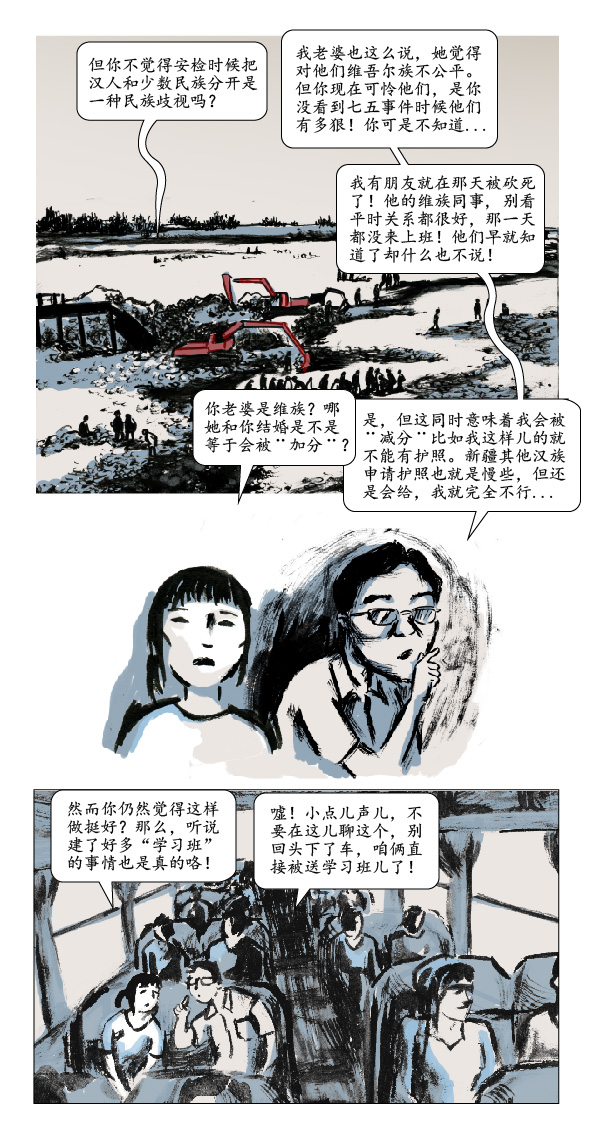 但你不觉得安检时候把
汉人和少数民族分开是
一种民族歧视吗？
我老婆也这么说，她觉得
对他们维吾尔族不公平。
但你现在可怜他们，是你
没看到七五事件时候他们
有多狠！你可是不知道...
我有朋友就在那天被砍死
了！他的维族同事，别看
平时关系都很好，那一天
都没来上班！他们早就知
道了却什么也不说！
你老婆是维族？哪
她和你结婚是不是
等于会被"加分"？
是，但这同时意味着我会被
"减分"比如我这样儿的就
不能有护照。新疆其他汉族
申请护照也就是慢些，但还
是会给，我就完全不行...
然而你仍然觉得这样
做挺好？那么，听说
建了好多“学习班”
的事情也是真的咯！
嘘！小点儿声儿，不
要在这儿聊这个，别
回头下了车，咱俩直
接被送学习班儿了！